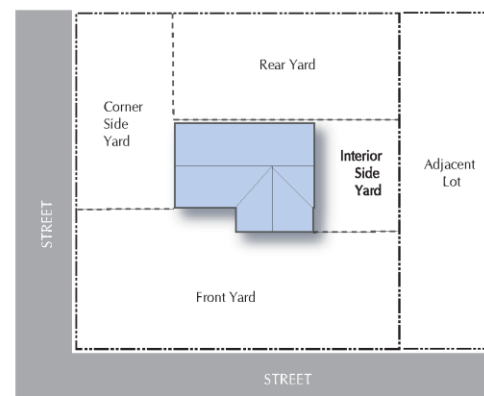 Rear Yard
Corner
Side
Yard
Interior
Side
Yard
Adjacent
Lot
STREET
Front Yard
STREET